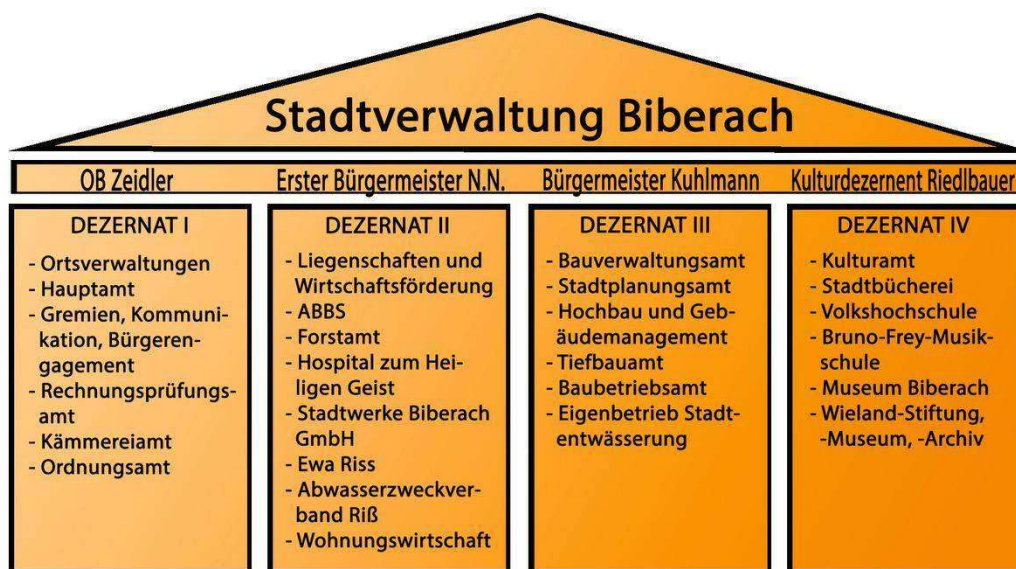 Stadtverwaltung Biberach
OB Zeidler
Erster Bürgermeister N.N.
Bürgermeister Kuhlmann
Kulturdezernent Riedlbauer
DEZERNAT I
- Ortsverwaltungen
- Hauptamt
- Gremien, Kommuni-
kation, Bürgeren-
gagement
- Rechnungsprüfungs-
amt
- Kämmereiamt
- Ordnungsamt
DEZERNAT II
- Liegenschaften und
Wirtschaftsförderung
- ABBS
- Forstamt
- Hospital zum Hei-
ligen Geist
- Stadtwerke Biberach
GmbH
- Ewa Riss
- Abwasserzweckver-
band Riß
- Wohnungswirtschaft
DEZERNAT III
- Bauverwaltungsamt
- Stadtplanungsamt
- Hochbau und Geb-
äudemanagement
- Tiefbauamt
- Baubetriebsamt
- Eigenbetrieb Stadt-
entwässerung
DEZERNAT IV
- Kulturamt
- Stadtbücherei
- Volkshochschule
- Bruno-Frey-Musik-
schule
- Museum Biberach
- Wieland-Stiftung,
-Museum, -Archiv